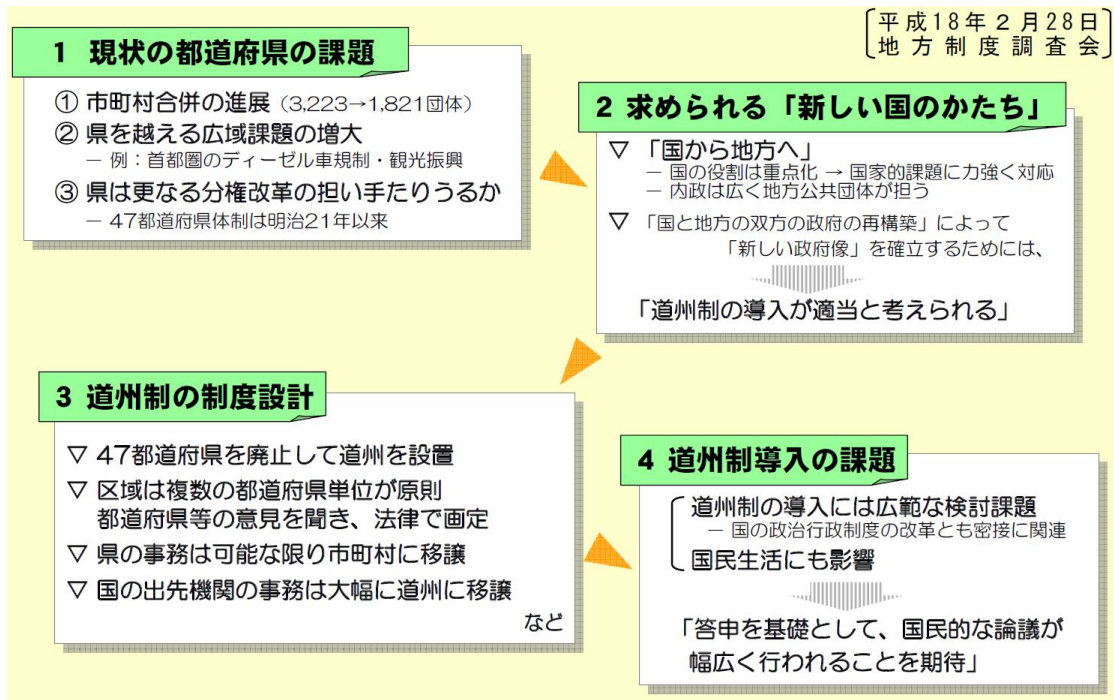 平成18年2月28日
地方制度調査会
1 現状の都道府県の課題
① 市町村合併の進展（3,223→1,821団体）
② 県を越える広域課題の増大
－ 例：首都圏のディーゼル車規制・観光振興
③ 県は更なる分権改革の担い手たりうるか
－ 47都道府県体制は明治21年以来
2 求められる「新しい国のかたち」
▽ 「国から地方へ」
－ 国の役割は重点化 → 国家的課題に力強く対応
－ 内政は広く地方公共団体が担う
▽ 「国と地方の双方の政府の再構築」によって
「新しい政府像」を確立するためには、
「道州制の導入が適当と考えられる」
3 道州制の制度設計
▽ 47都道府県を廃止して道州を設置
▽ 区域は複数の都道府県単位が原則
都道府県等の意見を聞き、法律で画定
▽ 県の事務は可能な限り市町村に移譲
▽ 国の出先機関の事務は大幅に道州に移譲
など
4 道州制導入の課題
道州制の導入には広範な検討課題
－ 国の政治行政制度の改革とも密接に関連
国民生活にも影響
「答申を基礎として、国民的な論議が
幅広く行われることを期待」